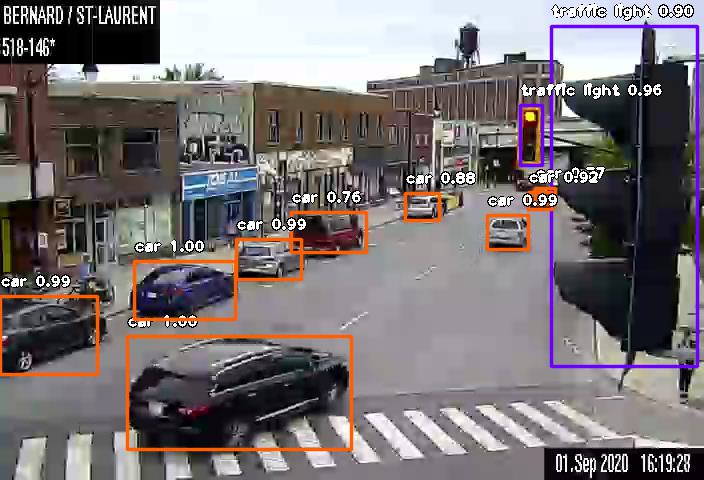 BERNARD / ST-LAURENT
518-146*
traffic light 0.90
traffic light 0.96
car 0.92
car 0.88
car 0.99
car 0.76
car 0.99
car 1.00
car 0.99
car 1.00
01.Sep 2020 16:19:28